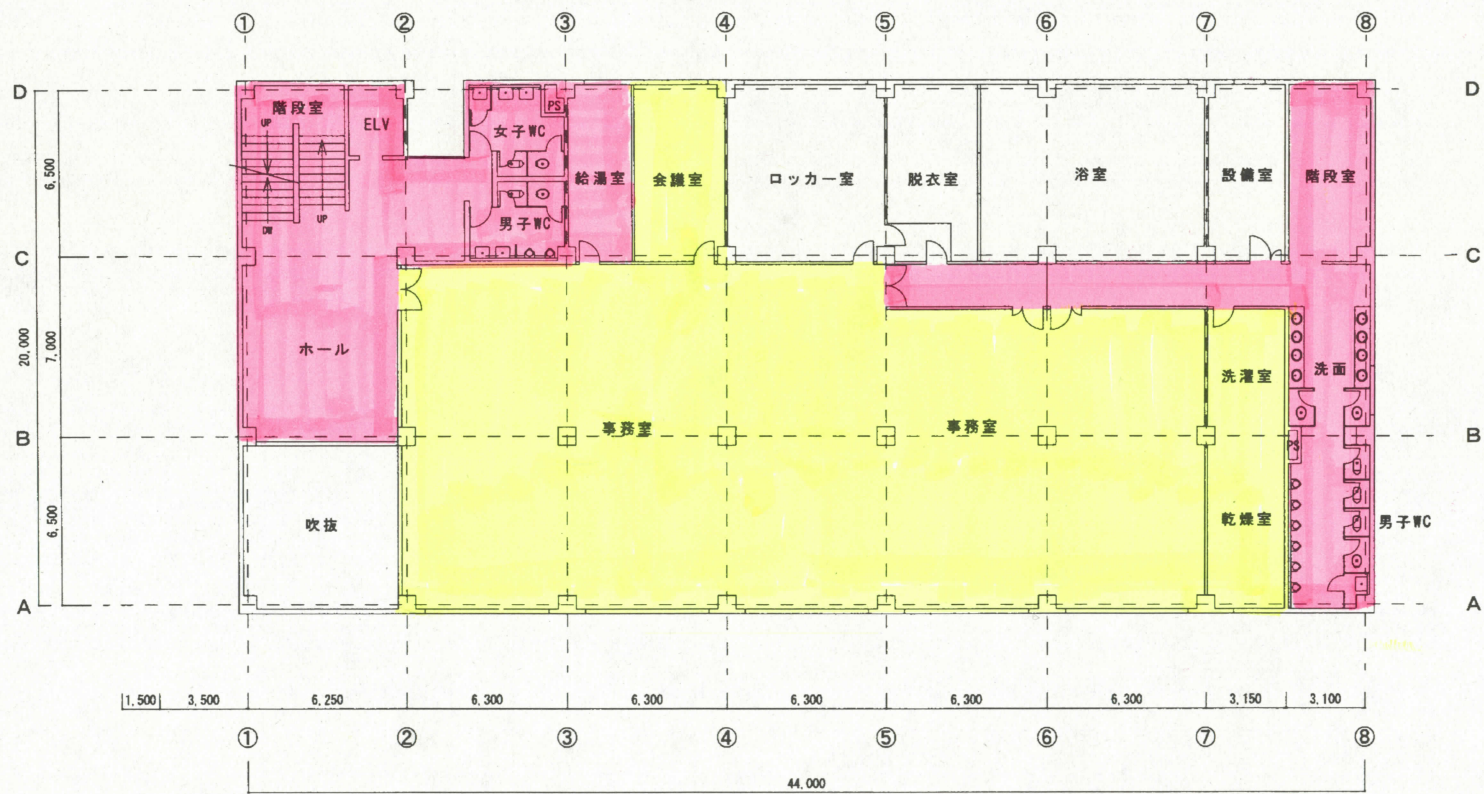 ① ② ③ ④ ⑤ ⑥ ⑦ ⑧
D D
階段室
UP
ELV
PS
女子WC
給湯室 会議室 ロッカー室 脱衣室 浴室 設備室 階段室
6,500
男子WC
UP
DW
C C
20,000
7,000
ホール
洗面
洗濯室
事務室 事務室
B B
PS
6,500
吹抜
乾燥室
男子WC
A A
1,500 3,500 6,250 6,300 6,300 6,300 6,300 6,300 3,150 3,100
① ② ③ ④ ⑤ ⑥ ⑦ ⑧
44,000